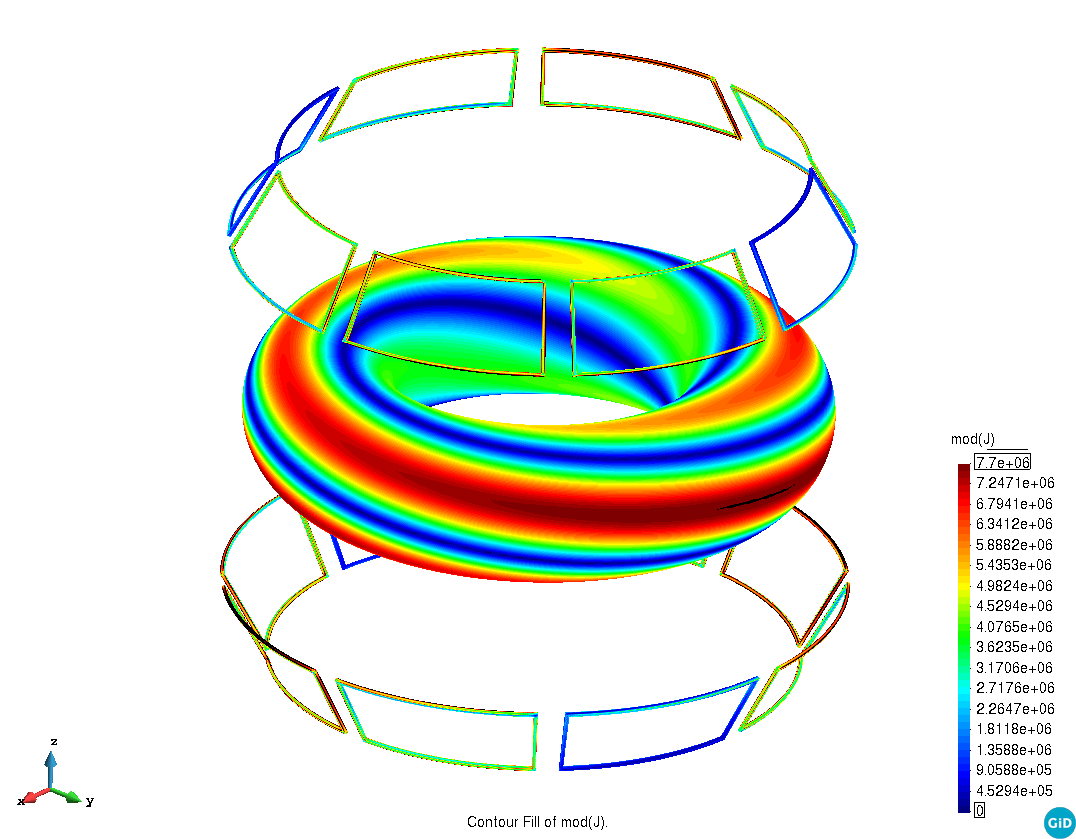 mod(J)
7.7e+06
7.2471e+06
6.7941e+06
6.3412e+06
5.8882e+06
5.4353e+06
4.9824e+06
4.5294e+06
4.0765e+06
3.6235e+06
3.1706e+06
2.7176e+06
2.2647e+06
1.8118e+06
1.3588e+06
9.0588e+05
4.5294e+05
0
z
x
y
Contour Fill of mod(J).
GiD